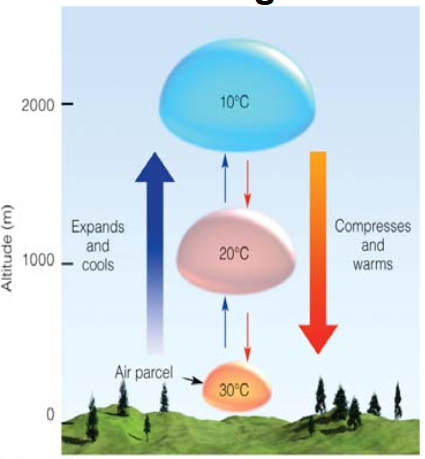 2000
10°C
Altitude (m)
Expands
and
cools
Compresses
and
warms
1000
20°C
Air parcel
30°C
0